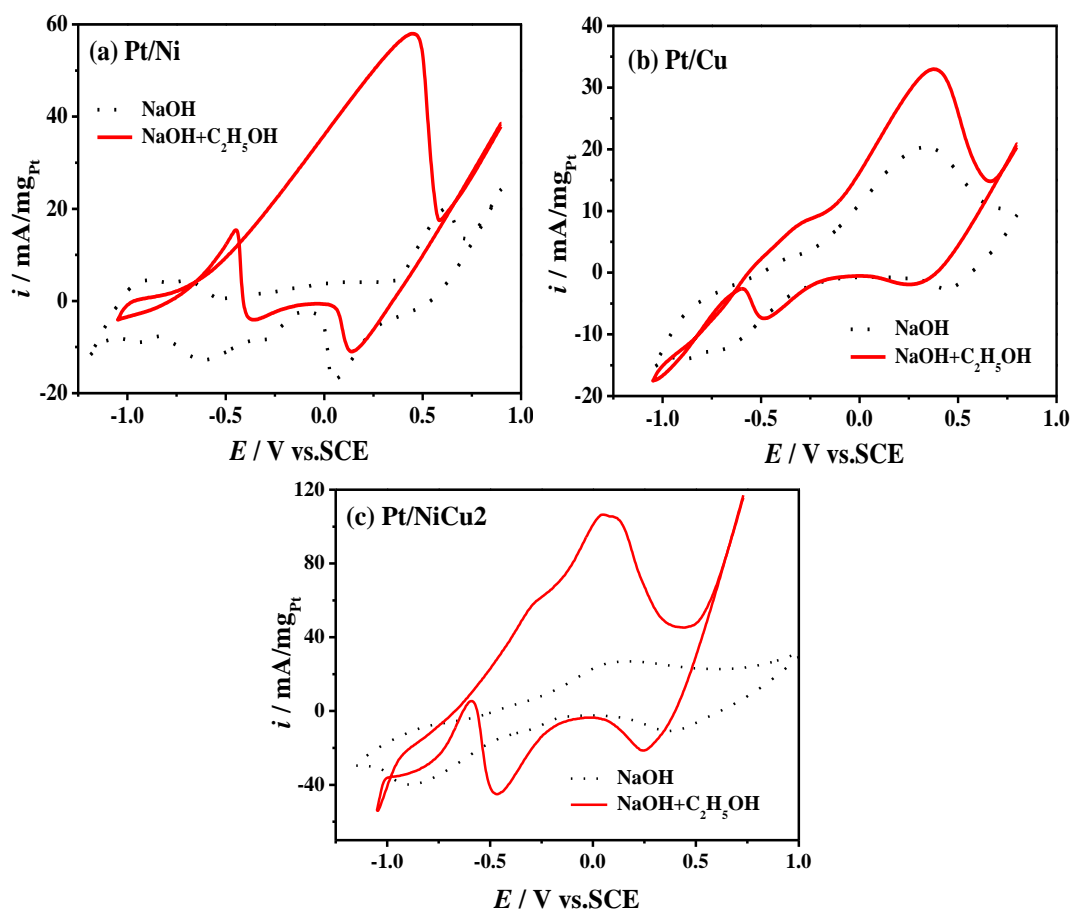 (a) Pt/Ni
NaOH
NaOH+C₂H₅OH
60
40
20
0
-20
-1.0 -0.5 0.0 0.5 1.0
i / mA/mg_Pt
E / V vs.SCE
(b) Pt/Cu
NaOH
NaOH+C₂H₅OH
40
30
20
10
0
-10
-20
-1.0 -0.5 0.0 0.5 1.0
i / mA/mg_Pt
E / V vs.SCE
(c) Pt/NiCu2
NaOH
NaOH+C₂H₅OH
120
80
40
0
-40
-1.0 -0.5 0.0 0.5 1.0
i / mA/mg_Pt
E / V vs.SCE